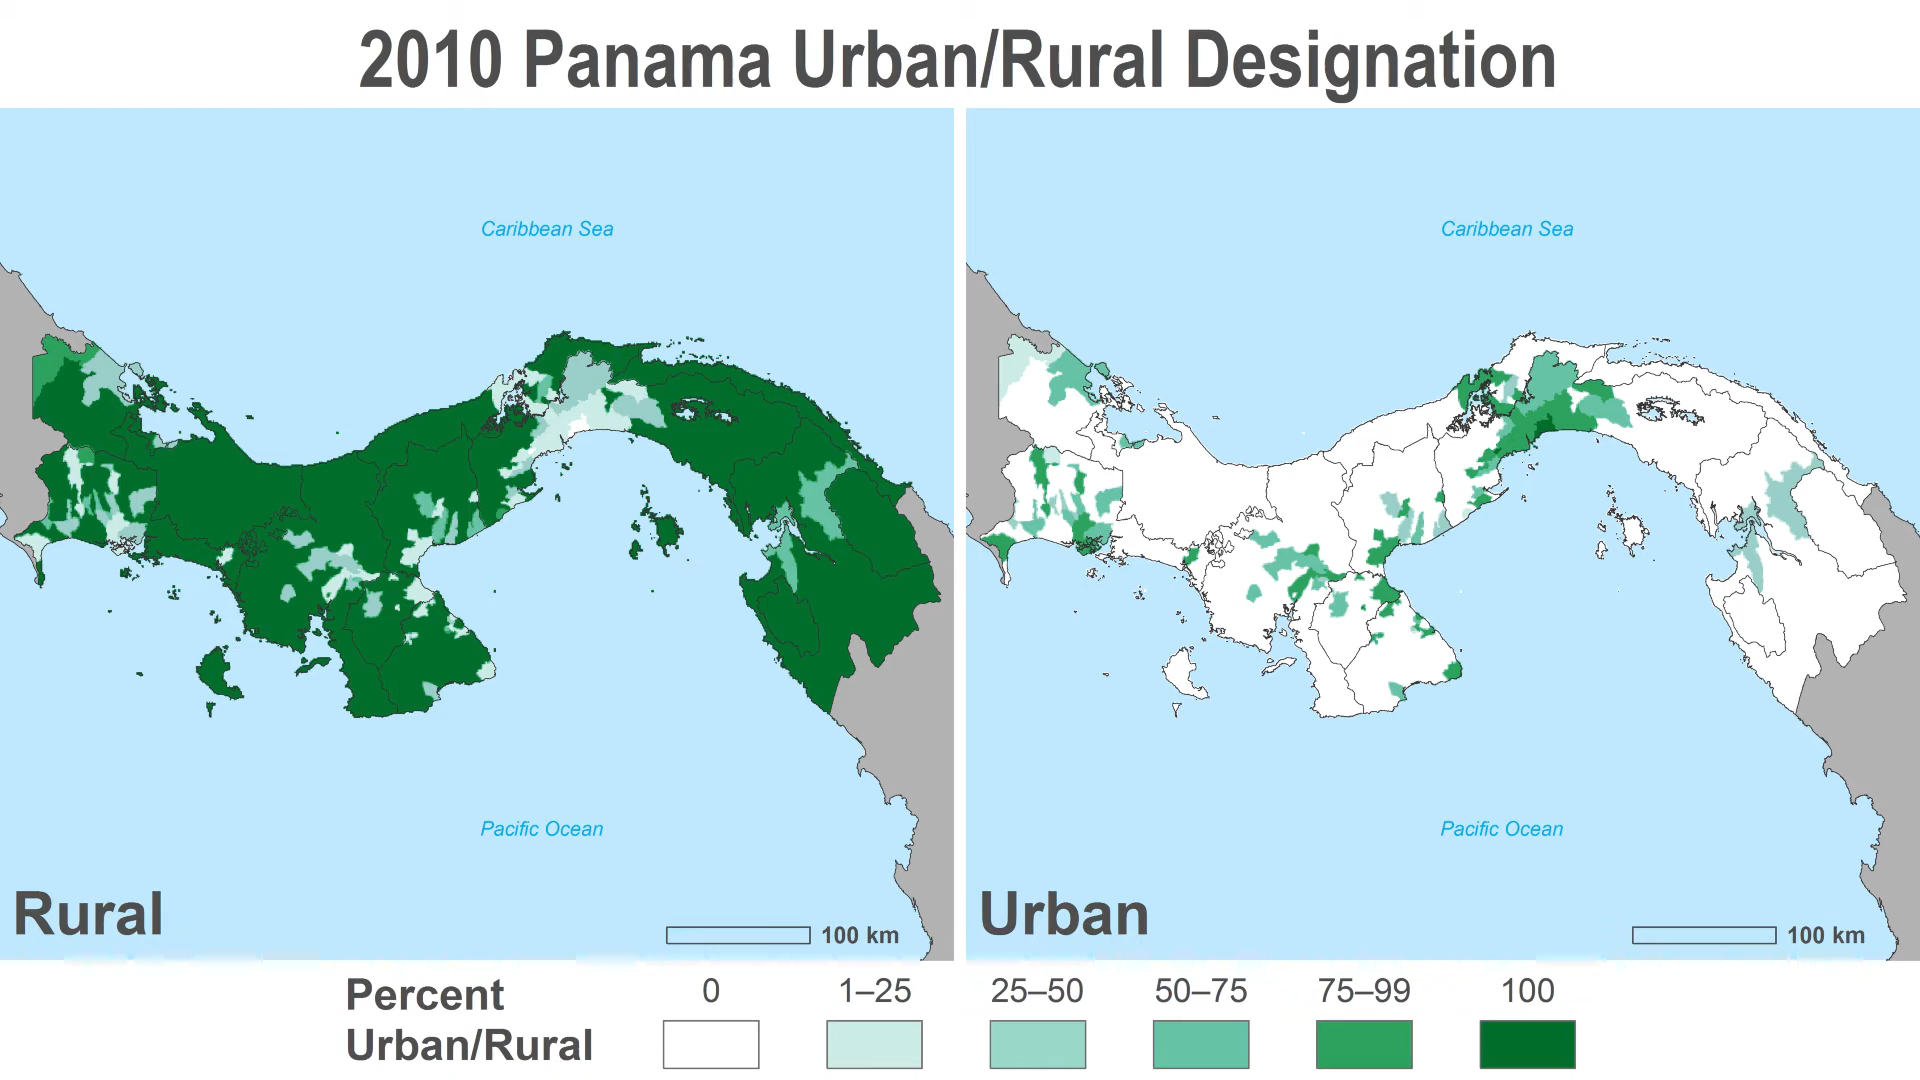 2010 Panama Urban/Rural Designation
Caribbean Sea
Pacific Ocean
Rural
100 km
Caribbean Sea
Pacific Ocean
Urban
100 km
Percent
Urban/Rural
0
1–25
25–50
50–75
75–99
100